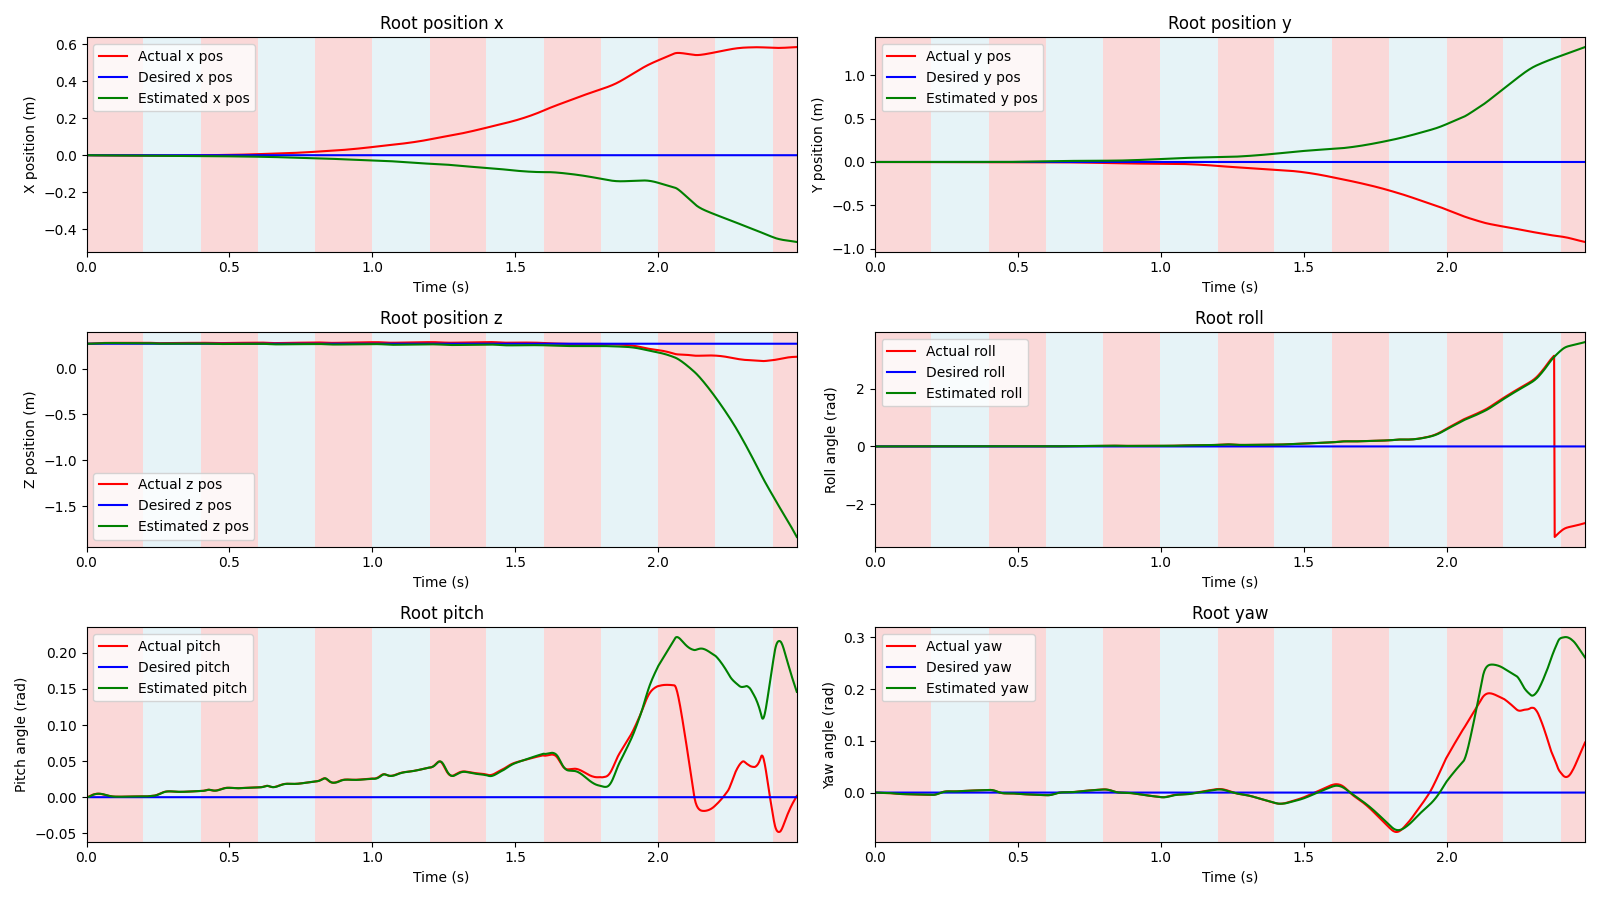 Root position x
X position (m)
0.6
0.4
0.2
0.0
−0.2
−0.4
Actual x pos
Desired x pos
Estimated x pos
0.0 0.5 1.0 1.5 2.0
Time (s)
Root position y
Y position (m)
1.0
0.5
0.0
−0.5
−1.0
Actual y pos
Desired y pos
Estimated y pos
0.0 0.5 1.0 1.5 2.0
Time (s)
Root position z
Z position (m)
0.0
−0.5
−1.0
−1.5
Actual z pos
Desired z pos
Estimated z pos
0.0 0.5 1.0 1.5 2.0
Time (s)
Root roll
Roll angle (rad)
2
0
−2
Actual roll
Desired roll
Estimated roll
0.0 0.5 1.0 1.5 2.0
Time (s)
Root pitch
Pitch angle (rad)
0.20
0.15
0.10
0.05
0.00
−0.05
Actual pitch
Desired pitch
Estimated pitch
0.0 0.5 1.0 1.5 2.0
Time (s)
Root yaw
Yaw angle (rad)
0.3
0.2
0.1
0.0
Actual yaw
Desired yaw
Estimated yaw
0.0 0.5 1.0 1.5 2.0
Time (s)